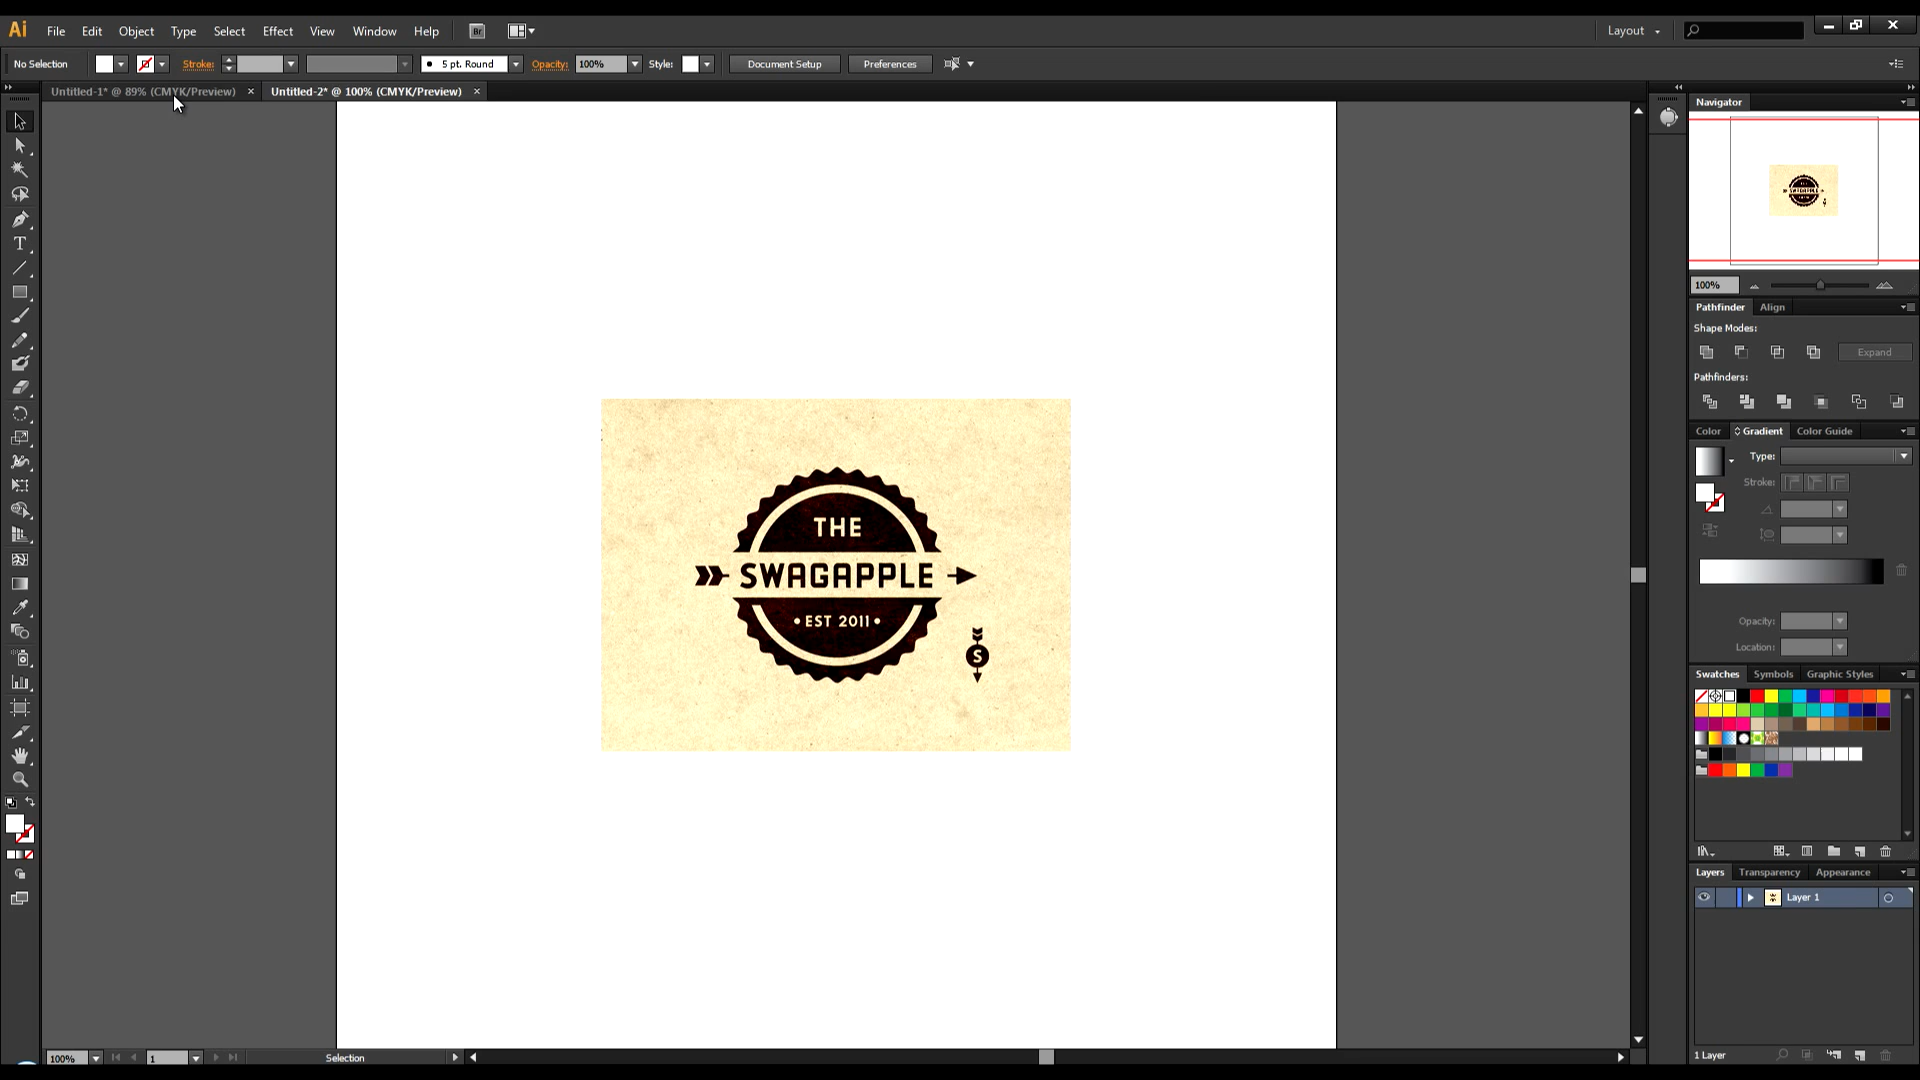 Ai File Edit Object Type Select Effect View Window Help Br Layout
No Selection Stroke: 5 pt. Round Opacity: 100% Style: Document Setup Preferences
Untitled-1* @ 89% (CMYK/Preview) × Untitled-2* @ 100% (CMYK/Preview) ×
Navigator
100%
Pathfinder Align
Shape Modes:
Expand
Pathfinders:
Color Gradient Color Guide
Type:
Stroke:
Opacity:
Location:
Swatches Symbols Graphic Styles
Layers Transparency Appearance
Layer 1
1 Layer
THE
SWAGAPPLE
• EST 2011 •
S
T
100% 1 Selection